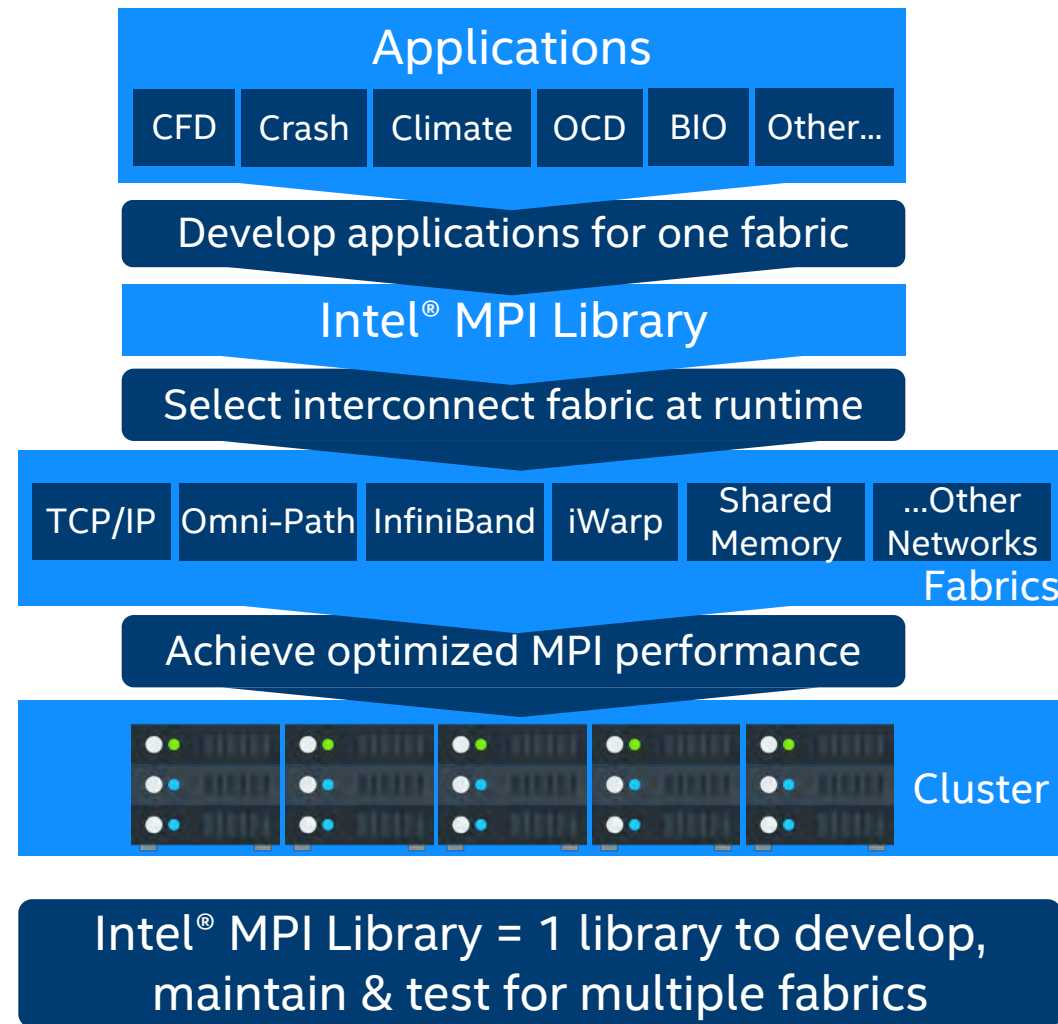 Applications
CFD Crash Climate OCD BIO Other...
Develop applications for one fabric
Intel® MPI Library
Select interconnect fabric at runtime
TCP/IP Omni-Path InfiniBand iWarp Shared Memory ...Other Networks
Fabrics
Achieve optimized MPI performance
Cluster
Intel® MPI Library = 1 library to develop,
maintain & test for multiple fabrics